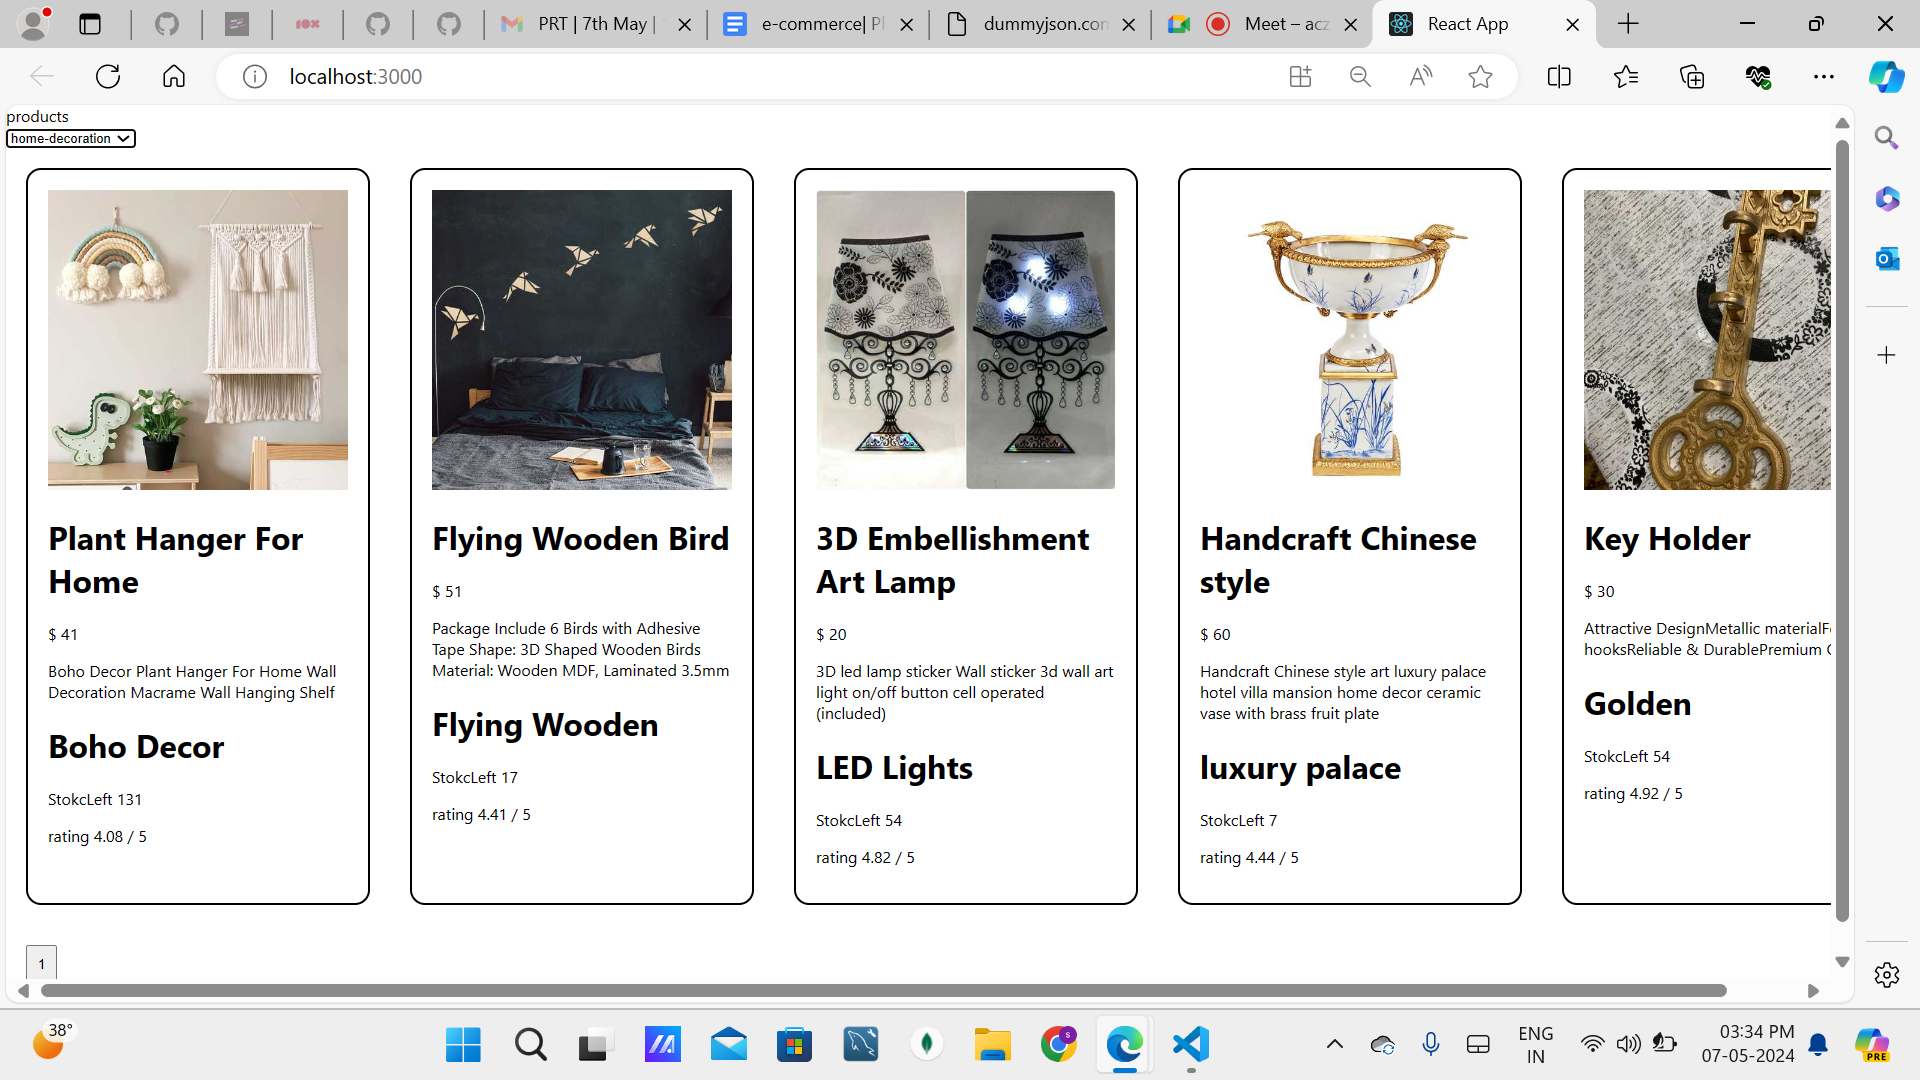 PRT | 7th May |
e-commerce| Pl
dummyjson.con
Meet – acz
React App
localhost:3000
products
home-decoration
Plant Hanger For
Home
$ 41
Boho Decor Plant Hanger For Home Wall
Decoration Macrame Wall Hanging Shelf
Boho Decor
StokcLeft 131
rating 4.08 / 5
Flying Wooden Bird
$ 51
Package Include 6 Birds with Adhesive
Tape Shape: 3D Shaped Wooden Birds
Material: Wooden MDF, Laminated 3.5mm
Flying Wooden
StokcLeft 17
rating 4.41 / 5
3D Embellishment
Art Lamp
$ 20
3D led lamp sticker Wall sticker 3d wall art
light on/off button cell operated
(included)
LED Lights
StokcLeft 54
rating 4.82 / 5
Handcraft Chinese
style
$ 60
Handcraft Chinese style art luxury palace
hotel villa mansion home decor ceramic
vase with brass fruit plate
luxury palace
StokcLeft 7
rating 4.44 / 5
Key Holder
$ 30
Attractive DesignMetallic materialF
hooksReliable & DurablePremium
Golden
StokcLeft 54
rating 4.92 / 5
1
38°
ENG
IN
03:34 PM
07-05-2024
PRE